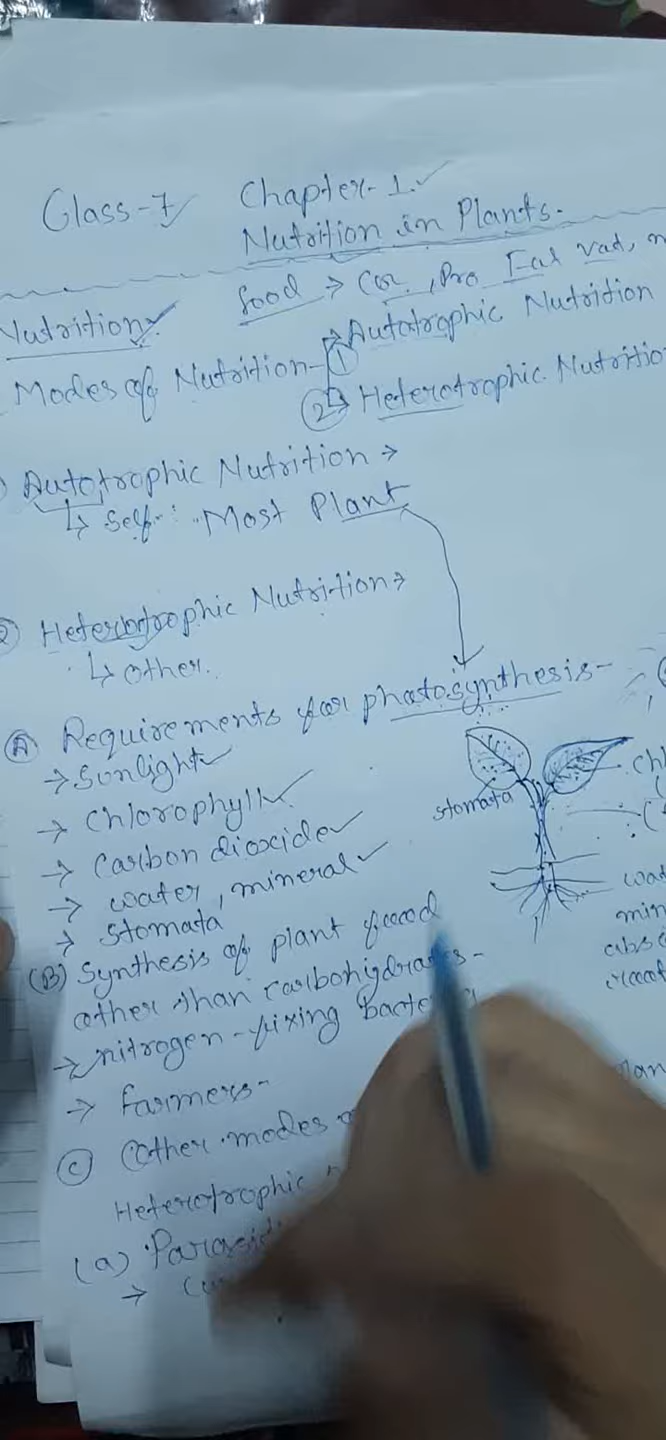 Class-7 Chapter-1.
Nutrition in Plants.
food → Car, Pro Fat
Nutrition
Modes of Nutrition- ① Autotrophic Nutrition
② Heterotrophic Nutrition
Autotrophic Nutrition →
↳ Self- Most Plant
Heterotrophic Nutrition→
↳ Other.
(A) Requirements for photosynthesis-
→ Sunlight
→ Chlorophyll
→ Carbon dioxide
→ water, mineral
→ Stomata
stomata
(B) Synthesis of plant food
other than carbohydrates-
→ nitrogen-fixing
→ farmers-
(C) Other modes
Heterotrophic
(a)